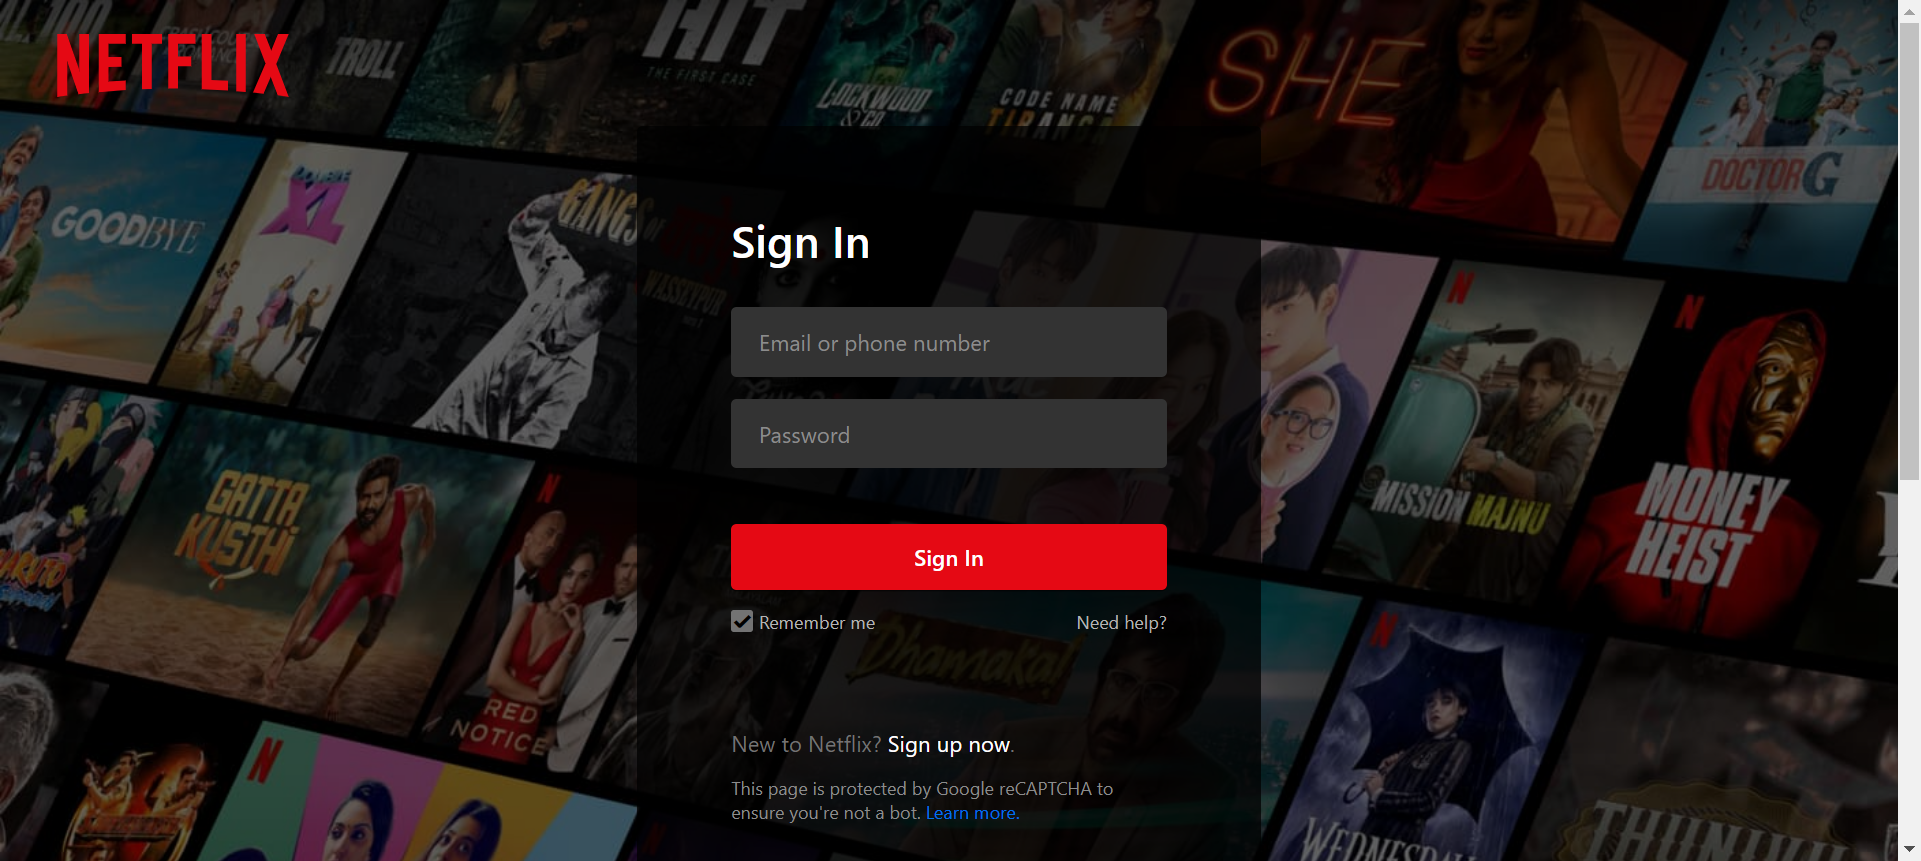 NETFLIX
TROLL
HIT
THE FIRST CASE
LOCKWOOD
& CO
CODE NAME
TIRANGA
SHE
DOCTOR G
GOODBYE
DOUBLE
XL
GANGS OF
WASSEYPUR
Sign In
Email or phone number
Password
Sign In
Remember me
Need help?
New to Netflix? Sign up now.
This page is protected by Google reCAPTCHA to
ensure you're not a bot. Learn more.
N
MISSION MAJNU
N
MONEY
HEIST
GATTA
KUSTHI
NARUTO
N
RED
NOTICE
Dhamaka!
N
WEDNESDAY
N